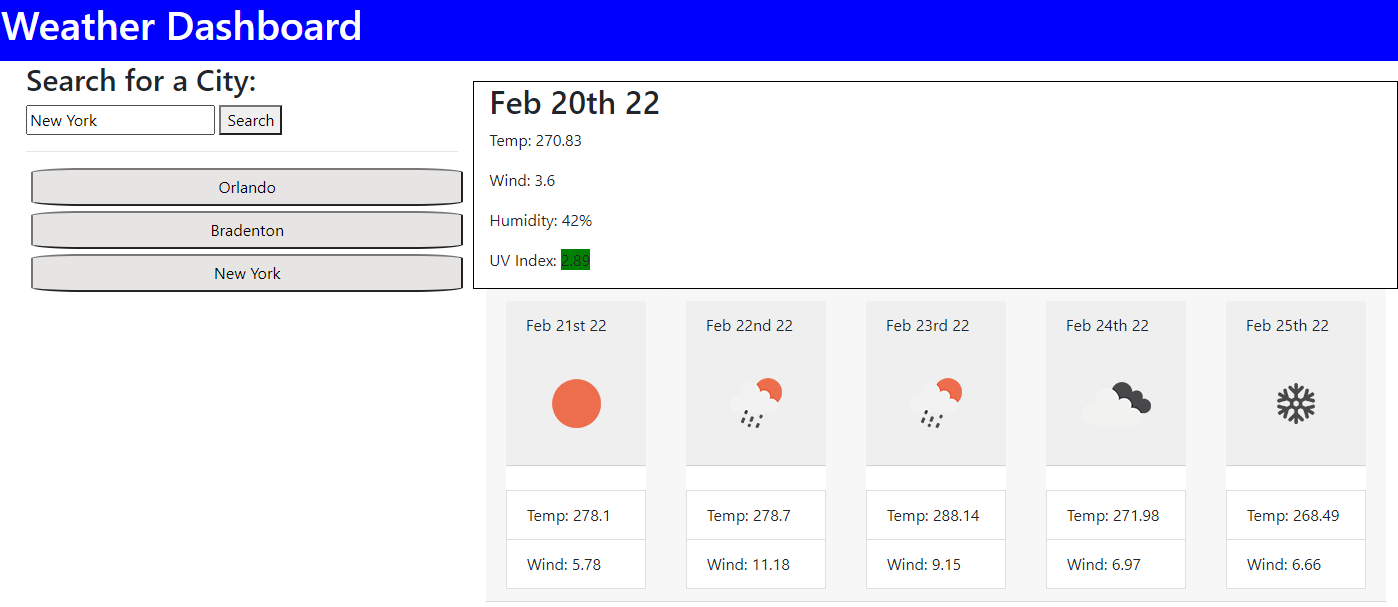 Weather Dashboard
Search for a City:
New York
Search
Orlando
Bradenton
New York
Feb 20th 22
Temp: 270.83
Wind: 3.6
Humidity: 42%
UV Index: 2.89
Feb 21st 22
Temp: 278.1
Wind: 5.78
Feb 22nd 22
Temp: 278.7
Wind: 11.18
Feb 23rd 22
Temp: 288.14
Wind: 9.15
Feb 24th 22
Temp: 271.98
Wind: 6.97
Feb 25th 22
Temp: 268.49
Wind: 6.66